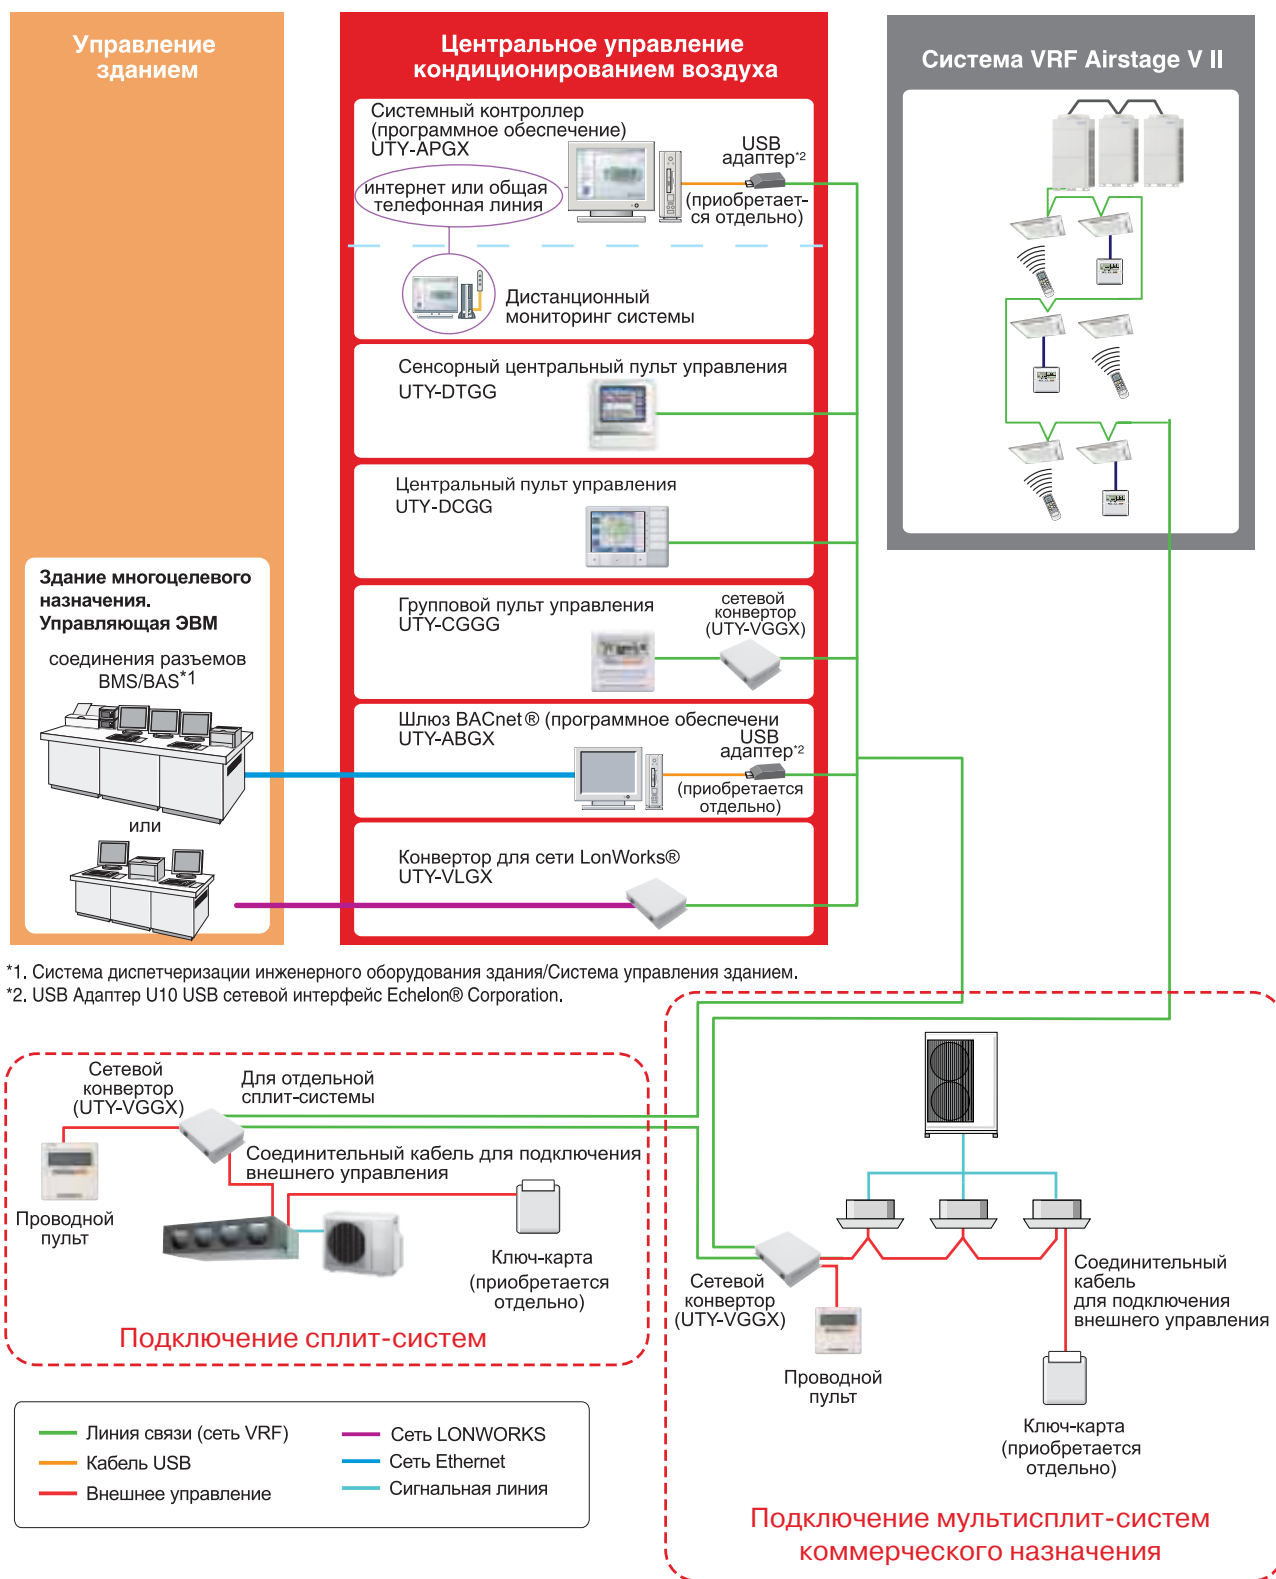 Управление
зданием
Здание многоцелевого
назначения.
Управляющая ЭВМ
соединения разъемов
BMS/BAS*1
или
Центральное управление
кондиционированием воздуха
Системный контроллер
(программное обеспечение)
UTY-APGX
интернет или общая
телефонная линия
USB
адаптер*2
(приобретает-
ся отдельно)
Дистанционный
мониторинг системы
Сенсорный центральный пульт управления
UTY-DTGG
Центральный пульт управления
UTY-DCGG
Групповой пульт управления
UTY-CGGG
сетевой
конвертор
(UTY-VGGX)
Шлюз BACnet ® (программное обеспечени
UTY-ABGX
USB
адаптер*2
(приобретается
отдельно)
Конвертор для сети LonWorks®
UTY-VLGX
Система VRF Airstage V II
*1. Система диспетчеризации инженерного оборудования здания/Система управления зданием.
*2. USB Адаптер U10 USB сетевой интерфейс Echelon® Corporation.
Сетевой
конвертор
(UTY-VGGX)
Для отдельной
сплит-системы
Соединительный кабель для подключения
внешнего управления
Проводной
пульт
Ключ-карта
(приобретается
отдельно)
Подключение сплит-систем
Сетевой
конвертор
(UTY-VGGX)
Проводной
пульт
Соединительный
кабель
для подключения
внешнего управления
Ключ-карта
(приобретается
отдельно)
Подключение мультисплит-систем
коммерческого назначения
Линия связи (сеть VRF)
Кабель USB
Внешнее управление
Сеть LONWORKS
Сеть Ethernet
Сигнальная линия